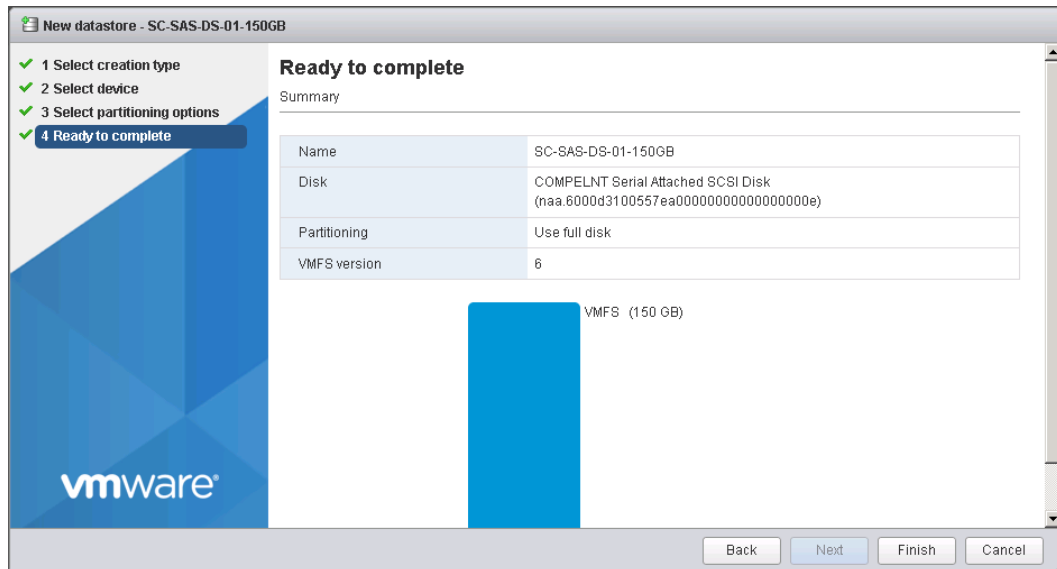 New datastore - SC-SAS-DS-01-150GB
1 Select creation type
2 Select device
3 Select partitioning options
4 Ready to complete
Ready to complete
Summary
Name SC-SAS-DS-01-150GB
Disk COMPELNT Serial Attached SCSI Disk
(naa.6000d3100557ea00000000000000000e)
Partitioning Use full disk
VMFS version 6
VMFS (150 GB)
vmware®
Back Next Finish Cancel